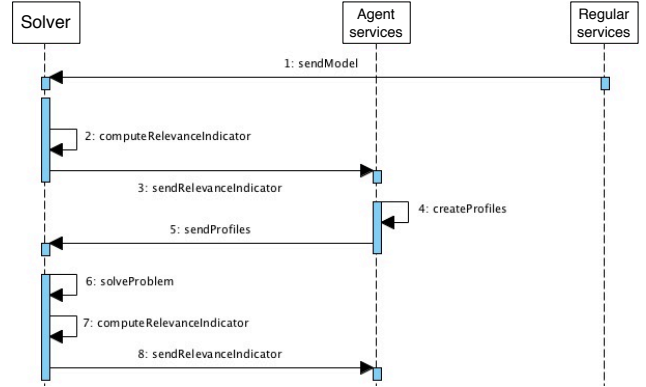 Solver
Agent
services
Regular
services
1: sendModel
2: computeRelevanceIndicator
3: sendRelevanceIndicator
4: createProfiles
5: sendProfiles
6: solveProblem
7: computeRelevanceIndicator
8: sendRelevanceIndicator